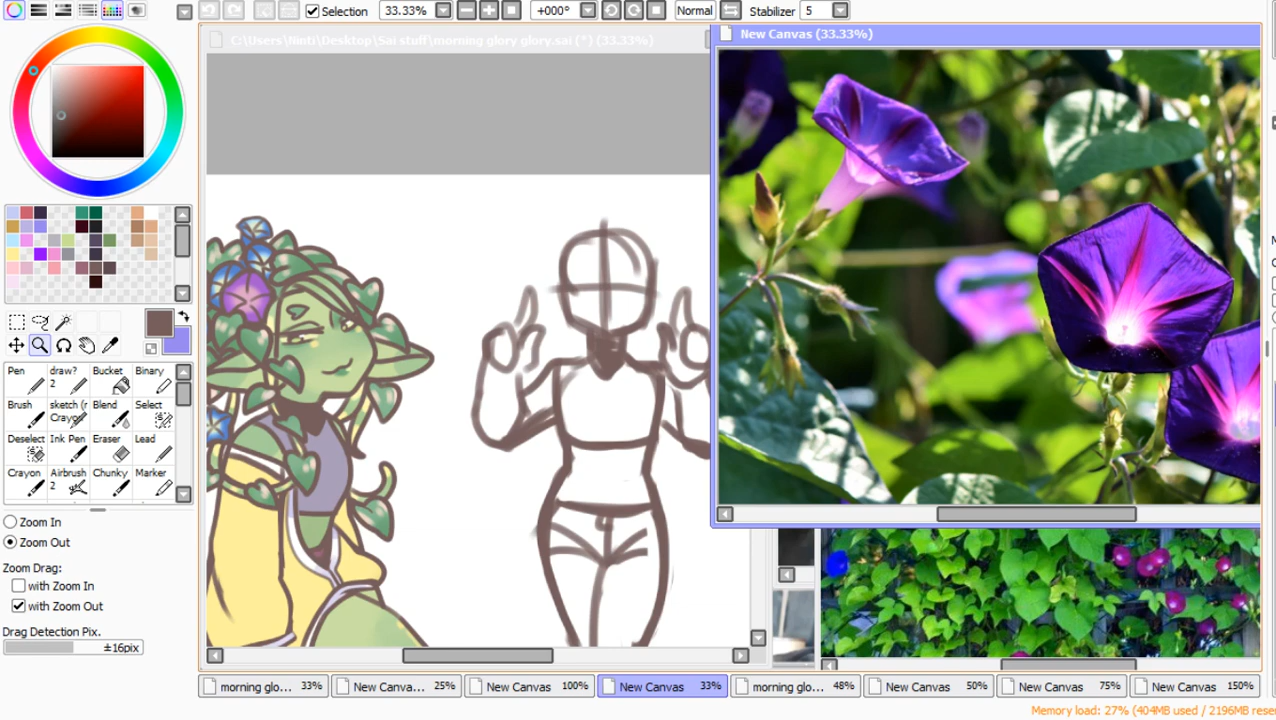 Selection 33.33% +000° Normal Stabilizer 5
C:\Users\Ninti\Desktop\Sai stuff\morning glory glory.sai (*) (33.33%)
New Canvas (33.33%)
Pen draw? Bucket Binary
2
Brush sketch (r Blend Select
Crayo
Deselect Ink Pen Eraser Lead
Crayon Airbrush Chunky Marker
2
Zoom In
Zoom Out
Zoom Drag:
with Zoom In
with Zoom Out
Drag Detection Pix.
±16pix
morning glo... 33% New Canva... 25% New Canvas 100% New Canvas 33% morning glo... 48% New Canvas 50% New Canvas 75% New Canvas 150%
Memory load: 27% (404MB used / 2196MB rese